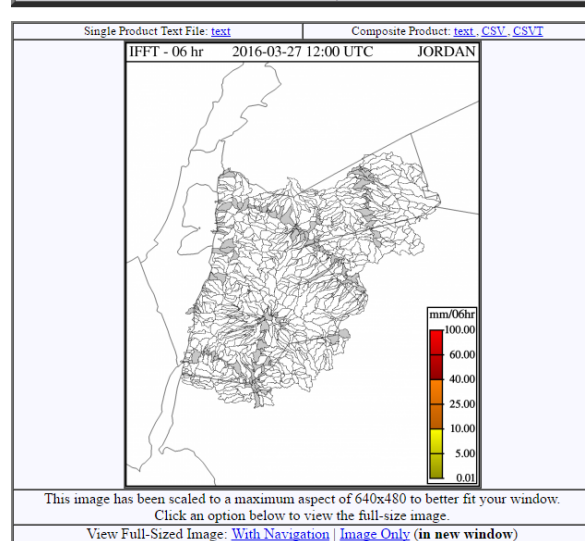 Single Product Text File: text
Composite Product: text, CSV, CSVT
IFFT - 06 hr 2016-03-27 12:00 UTC JORDAN
mm/06hr
100.00
60.00
40.00
25.00
10.00
5.00
0.01
This image has been scaled to a maximum aspect of 640x480 to better fit your window.
Click an option below to view the full-size image.
View Full-Sized Image: With Navigation | Image Only (in new window)